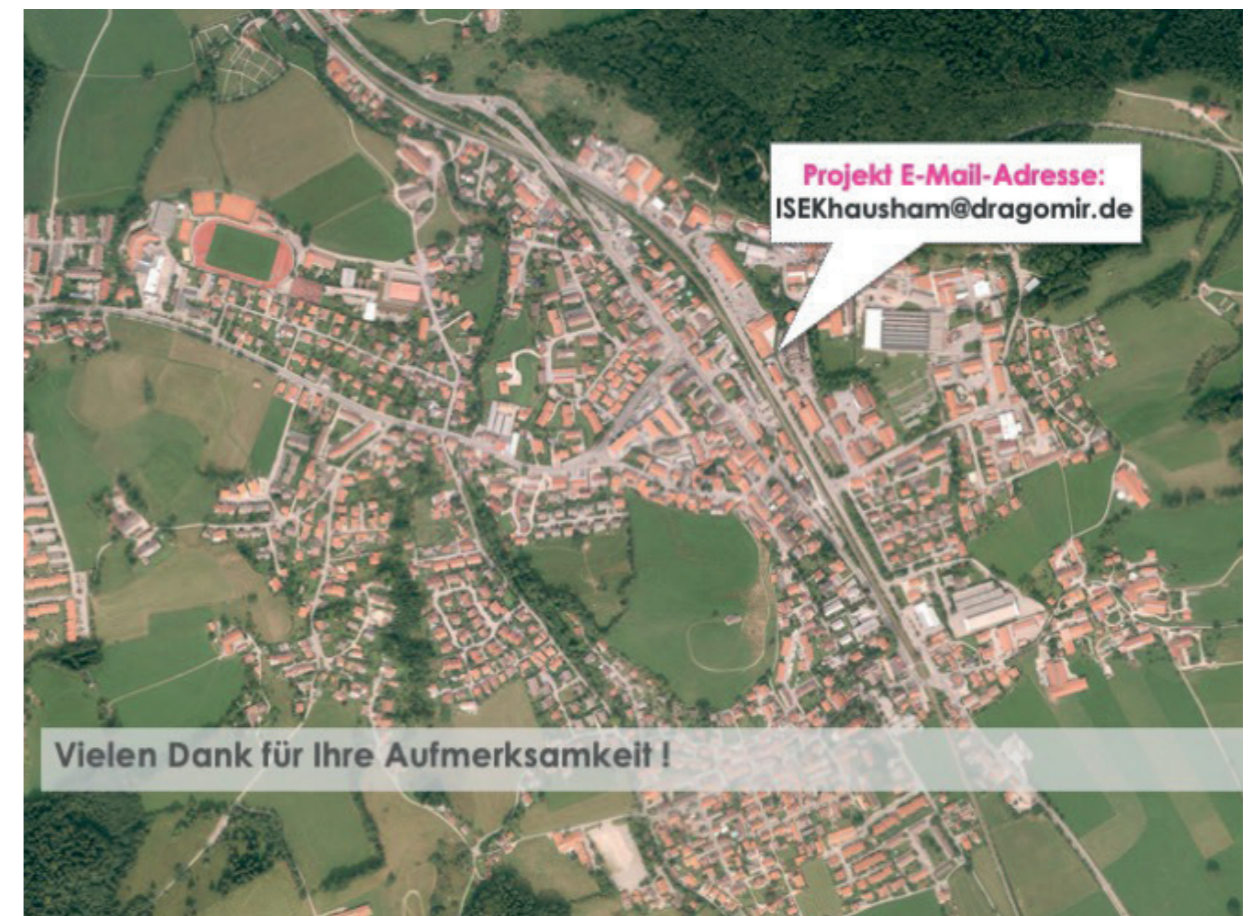 Projekt E-Mail-Adresse:
ISEKhausham@dragomir.de
Vielen Dank für Ihre Aufmerksamkeit !